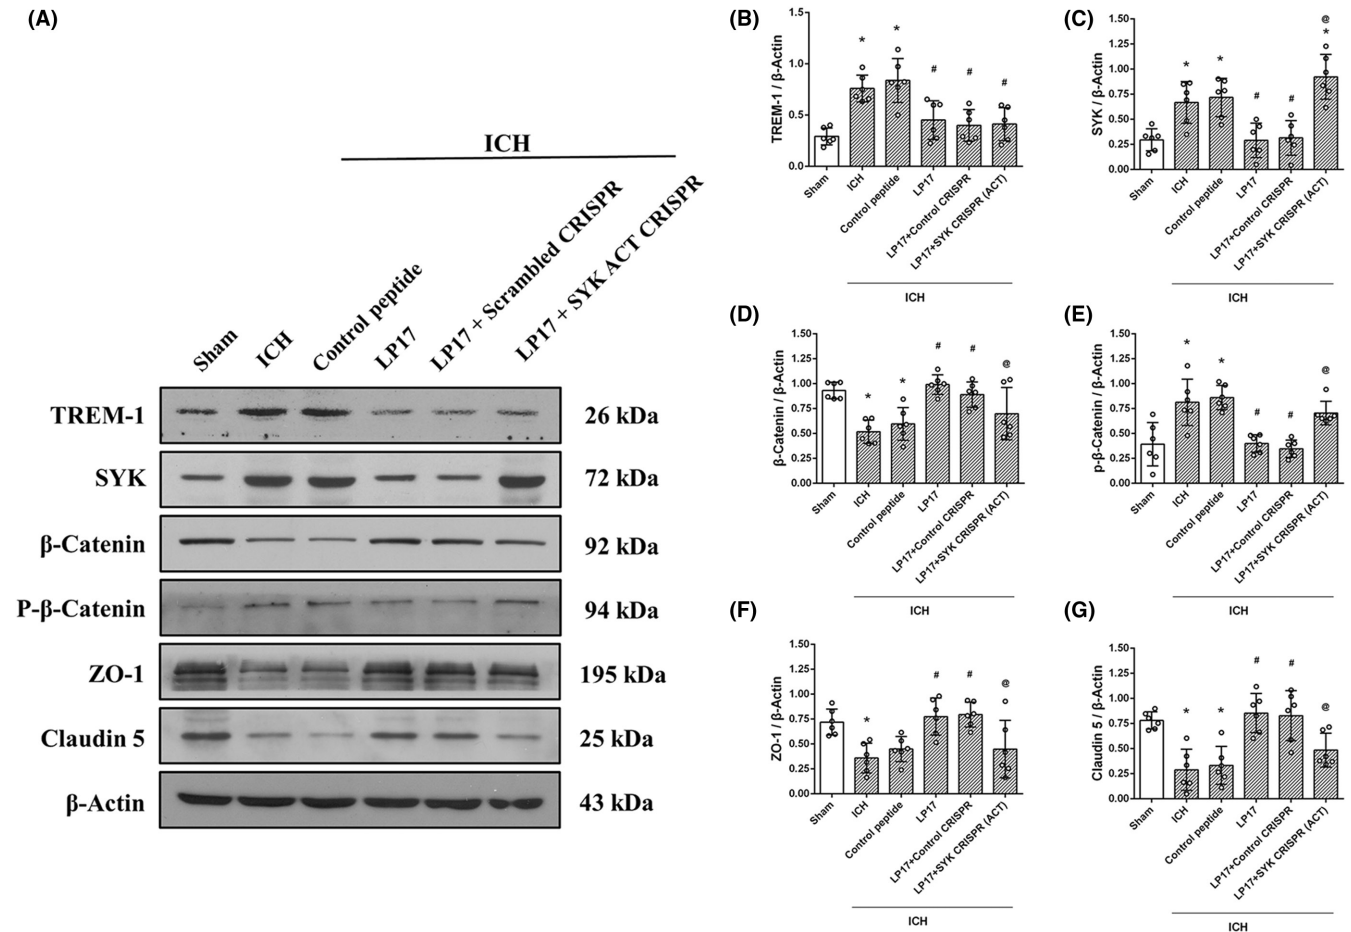 (A)
ICH
Sham
ICH
Control peptide
LP17
LP17 + Scrambled CRISPR
LP17 + SYK ACT CRISPR
TREM-1 26 kDa
SYK 72 kDa
β-Catenin 92 kDa
P-β-Catenin 94 kDa
ZO-1 195 kDa
Claudin 5 25 kDa
β-Actin 43 kDa
(B)
TREM-1 / β-Actin
1.5
1.0
0.5
0.0
* * # # #
Sham
ICH
Control peptide
LP17
LP17+Control CRISPR
LP17+SYK CRISPR (ACT)
ICH
(C)
SYK / β-Actin
1.50
1.25
1.00
0.75
0.50
0.25
0.00
* * # # @ *
Sham
ICH
Control peptide
LP17
LP17+Control CRISPR
LP17+SYK CRISPR (ACT)
ICH
(D)
β-Catenin / β-Actin
1.50
1.25
1.00
0.75
0.50
0.25
0.00
* * # # @
Sham
ICH
Control peptide
LP17
LP17+Control CRISPR
LP17+SYK CRISPR (ACT)
ICH
(E)
p-β-Catenin / β-Actin
1.50
1.25
1.00
0.75
0.50
0.25
0.00
* * # # @
Sham
ICH
Control peptide
LP17
LP17+Control CRISPR
LP17+SYK CRISPR (ACT)
ICH
(F)
ZO-1 / β-Actin
1.50
1.25
1.00
0.75
0.50
0.25
0.00
* # # @
Sham
ICH
Control peptide
LP17
LP17+Control CRISPR
LP17+SYK CRISPR (ACT)
ICH
(G)
Claudin 5 / β-Actin
1.50
1.25
1.00
0.75
0.50
0.25
0.00
* * # # @
Sham
ICH
Control peptide
LP17
LP17+Control CRISPR
LP17+SYK CRISPR (ACT)
ICH